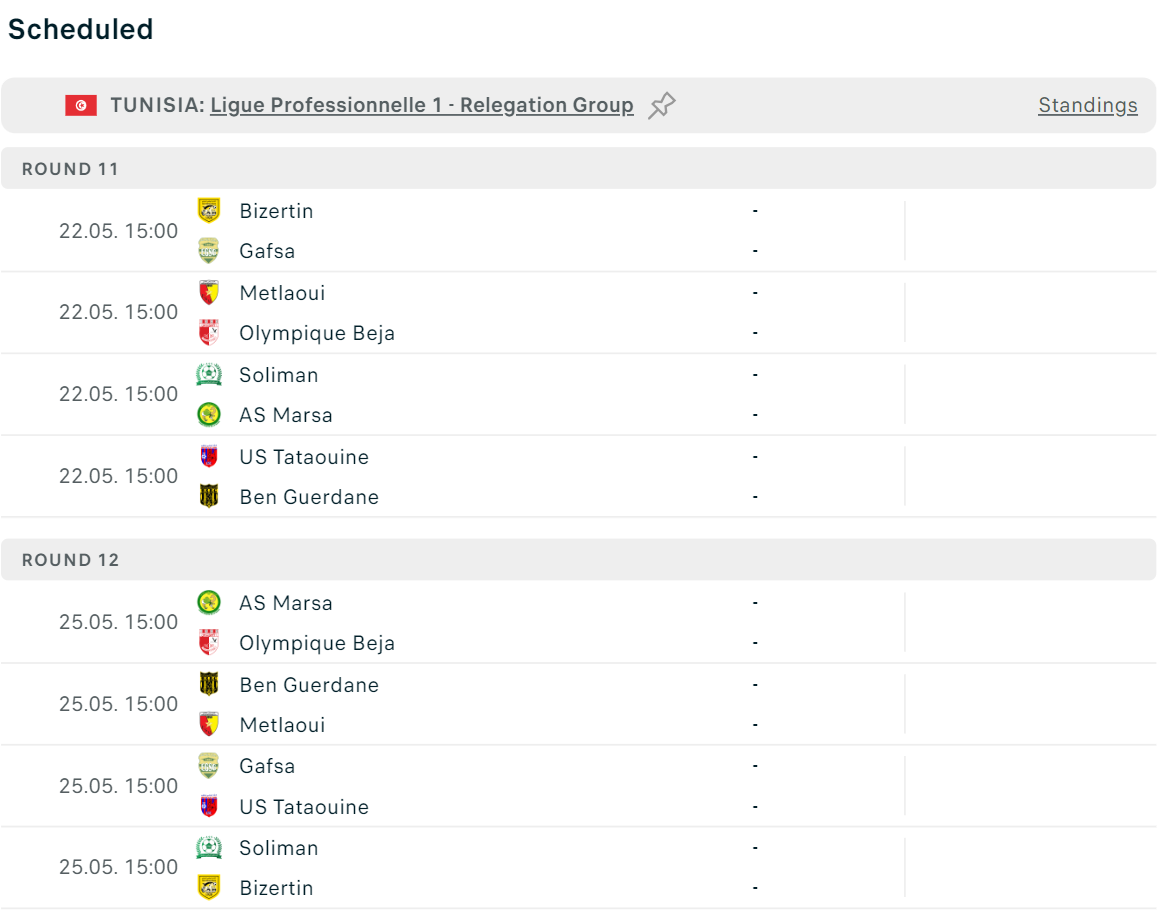 Scheduled
TUNISIA: Ligue Professionnelle 1 - Relegation Group Standings
ROUND 11
22.05. 15:00
Bizertin -
Gafsa -
22.05. 15:00
Metlaoui -
Olympique Beja -
22.05. 15:00
Soliman -
AS Marsa -
22.05. 15:00
US Tataouine -
Ben Guerdane -
ROUND 12
25.05. 15:00
AS Marsa -
Olympique Beja -
25.05. 15:00
Ben Guerdane -
Metlaoui -
25.05. 15:00
Gafsa -
US Tataouine -
25.05. 15:00
Soliman -
Bizertin -